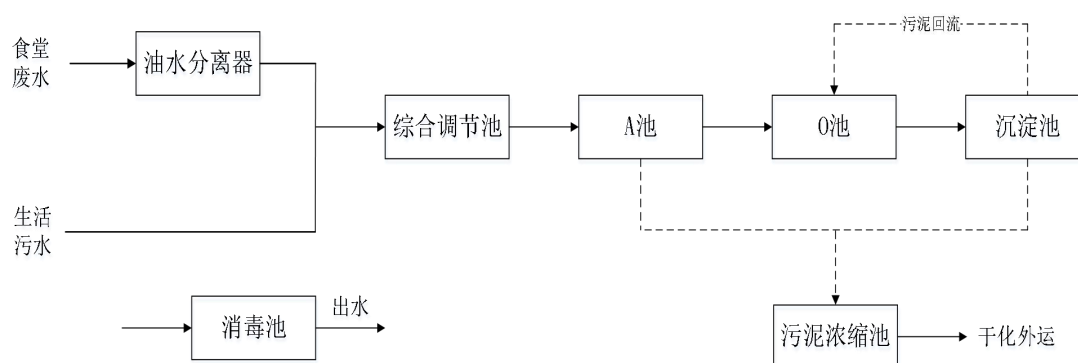 污泥回流
食堂
废水
油水分离器
综合调节池
A池
O池
沉淀池
生活
污水
消毒池
出水
污泥浓缩池
干化外运